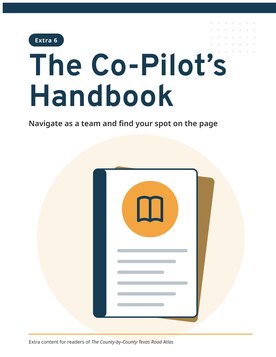 Extra 6
The Co-Pilot’s
Handbook
Navigate as a team and find your spot on the page
Extra content for readers of The County-by-County Texas Road Atlas